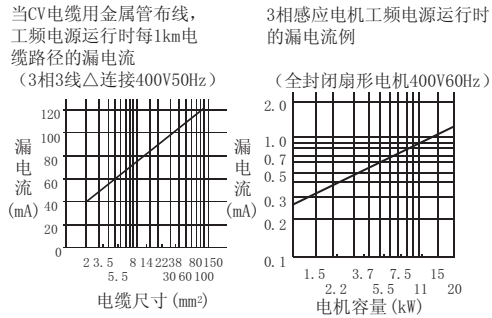 当CV电缆用金属管布线，
工频电源运行时每1km电
缆路径的漏电流
（3相3线△连接400V50Hz）
120
100
80
60
40
20
0
漏
电
流
(mA)
2 3.5 8 14 22 38 80 150
5.5 30 60 100
电缆尺寸(mm²)
3相感应电机工频电源运行时
的漏电流例
（全封闭扇形电机400V60Hz）
2.0
1.0
0.7
0.5
0.3
0.2
0.1
漏
电
流
(mA)
1.5 3.7 7.5 15
2.2 5.5 11 20
电机容量(kW)